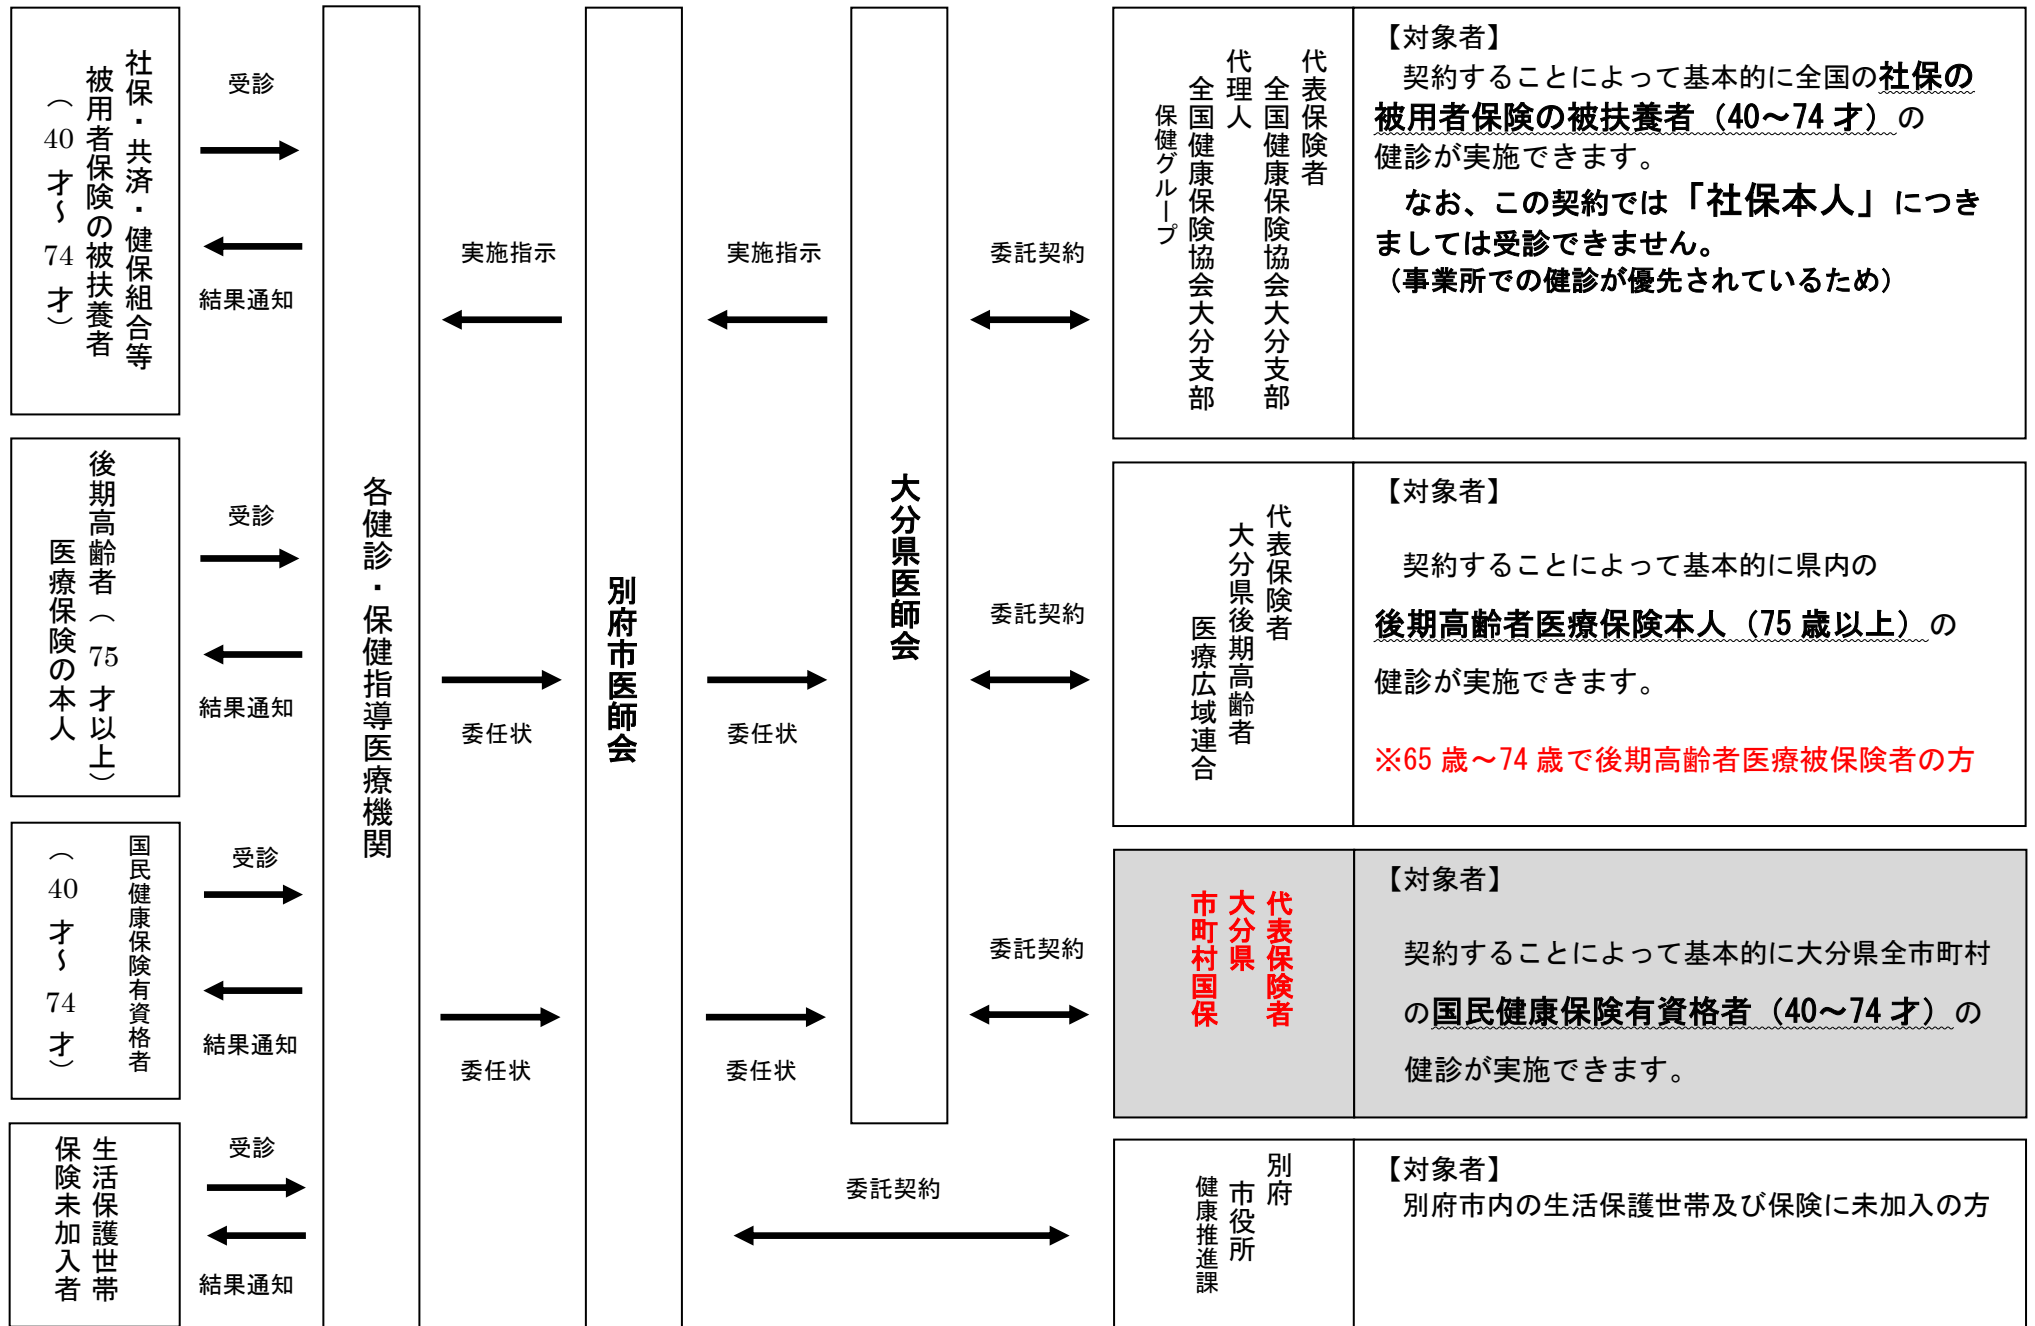 社保・共済・健保組合等
被用者保険の被扶養者
（40才～74才）
受診
結果通知
後期高齢者（75才以上）
医療保険の本人
受診
結果通知
国民健康保険有資格者
（40才～74才）
受診
結果通知
生活保護世帯
保険未加入者
受診
結果通知
各健診・保健指導医療機関
実施指示
委任状
委任状
別府市医師会
実施指示
委任状
委任状
大分県医師会
委託契約
委託契約
委託契約
委託契約
代表保険者
全国健康保険協会大分支部
代理人
全国健康保険協会大分支部
保健グループ
【対象者】
契約することによって基本的に全国の社保の
被用者保険の被扶養者（40～74才）の
健診が実施できます。
なお、この契約では「社保本人」につき
ましては受診できません。
（事業所での健診が優先されているため）
代表保険者
大分県後期高齢者
医療広域連合
【対象者】
契約することによって基本的に県内の
後期高齢者医療保険本人（75歳以上）の
健診が実施できます。
※65歳～74歳で後期高齢者医療被保険者の方
代表保険者
大分県
市町村国保
【対象者】
契約することによって基本的に大分県全市町村
の国民健康保険有資格者（40～74才）の
健診が実施できます。
別府
市役所
健康推進課
【対象者】
別府市内の生活保護世帯及び保険に未加入の方